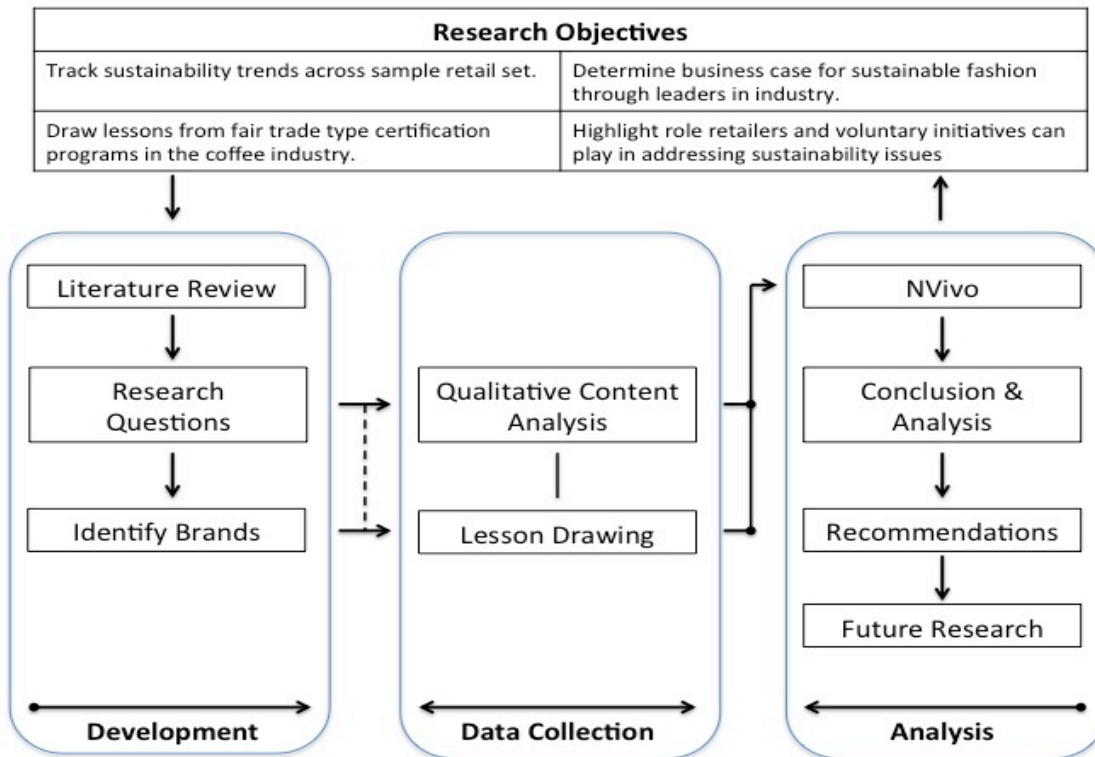 Research Objectives
Track sustainability trends across sample retail set.
Determine business case for sustainable fashion
through leaders in industry.
Draw lessons from fair trade type certification
programs in the coffee industry.
Highlight role retailers and voluntary initiatives can
play in addressing sustainability issues
Literature Review
Research
Questions
Identify Brands
Development
Qualitative Content
Analysis
Lesson Drawing
Data Collection
NVivo
Conclusion &
Analysis
Recommendations
Future Research
Analysis